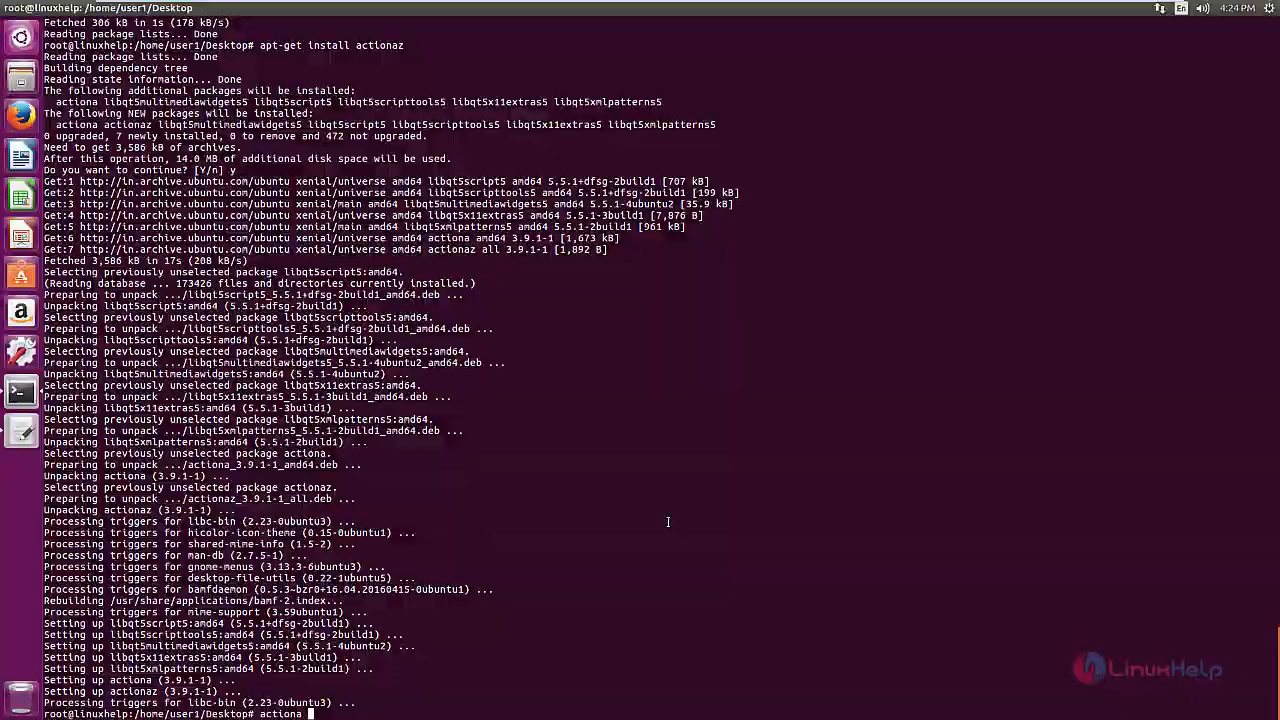 root@linuxhelp: /home/user1/Desktop
En
4:24 PM
Fetched 306 kB in 1s (178 kB/s)
Reading package lists... Done
root@linuxhelp:/home/user1/Desktop# apt-get install actionaz
Reading package lists... Done
Building dependency tree
Reading state information... Done
The following additional packages will be installed:
actiona libqt5multimediawidgets5 libqt5script5 libqt5scripttools5 libqt5x11extras5 libqt5xmlpatterns5
The following NEW packages will be installed:
actiona actionaz libqt5multimediawidgets5 libqt5script5 libqt5scripttools5 libqt5x11extras5 libqt5xmlpatterns5
0 upgraded, 7 newly installed, 0 to remove and 472 not upgraded.
Need to get 3,586 kB of archives.
After this operation, 14.0 MB of additional disk space will be used.
Do you want to continue? [Y/n] y
Get:1 http://in.archive.ubuntu.com/ubuntu xenial/universe amd64 libqt5script5 amd64 5.5.1+dfsg-2build1 [707 kB]
Get:2 http://in.archive.ubuntu.com/ubuntu xenial/universe amd64 libqt5scripttools5 amd64 5.5.1+dfsg-2build1 [199 kB]
Get:3 http://in.archive.ubuntu.com/ubuntu xenial/main amd64 libqt5multimediawidgets5 amd64 5.5.1-4ubuntu2 [35.9 kB]
Get:4 http://in.archive.ubuntu.com/ubuntu xenial/universe amd64 libqt5x11extras5 amd64 5.5.1-3build1 [7,876 B]
Get:5 http://in.archive.ubuntu.com/ubuntu xenial/main amd64 libqt5xmlpatterns5 amd64 5.5.1-2build1 [961 kB]
Get:6 http://in.archive.ubuntu.com/ubuntu xenial/universe amd64 actiona amd64 3.9.1-1 [1,673 kB]
Get:7 http://in.archive.ubuntu.com/ubuntu xenial/universe amd64 actionaz all 3.9.1-1 [1,892 B]
Fetched 3,586 kB in 17s (208 kB/s)
Selecting previously unselected package libqt5script5:amd64.
(Reading database ... 173426 files and directories currently installed.)
Preparing to unpack .../libqt5script5_5.5.1+dfsg-2build1_amd64.deb ...
Unpacking libqt5script5:amd64 (5.5.1+dfsg-2build1) ...
Selecting previously unselected package libqt5scripttools5:amd64.
Preparing to unpack .../libqt5scripttools5_5.5.1+dfsg-2build1_amd64.deb ...
Unpacking libqt5scripttools5:amd64 (5.5.1+dfsg-2build1) ...
Selecting previously unselected package libqt5multimediawidgets5:amd64.
Preparing to unpack .../libqt5multimediawidgets5_5.5.1-4ubuntu2_amd64.deb ...
Unpacking libqt5multimediawidgets5:amd64 (5.5.1-4ubuntu2) ...
Selecting previously unselected package libqt5x11extras5:amd64.
Preparing to unpack .../libqt5x11extras5_5.5.1-3build1_amd64.deb ...
Unpacking libqt5x11extras5:amd64 (5.5.1-3build1) ...
Selecting previously unselected package libqt5xmlpatterns5:amd64.
Preparing to unpack .../libqt5xmlpatterns5_5.5.1-2build1_amd64.deb ...
Unpacking libqt5xmlpatterns5:amd64 (5.5.1-2build1) ...
Selecting previously unselected package actiona.
Preparing to unpack .../actiona_3.9.1-1_amd64.deb ...
Unpacking actiona (3.9.1-1) ...
Selecting previously unselected package actionaz.
Preparing to unpack .../actionaz_3.9.1-1_all.deb ...
Unpacking actionaz (3.9.1-1) ...
Processing triggers for libc-bin (2.23-0ubuntu3) ...
Processing triggers for hicolor-icon-theme (0.15-0ubuntu1) ...
Processing triggers for shared-mime-info (1.5-2) ...
Processing triggers for man-db (2.7.5-1) ...
Processing triggers for gnome-menus (3.13.3-6ubuntu3) ...
Processing triggers for desktop-file-utils (0.22-1ubuntu5) ...
Processing triggers for bamfdaemon (0.5.3~bzr0+16.04.20160415-0ubuntu1) ...
Rebuilding /usr/share/applications/bamf-2.index...
Processing triggers for mime-support (3.59ubuntu1) ...
Setting up libqt5script5:amd64 (5.5.1+dfsg-2build1) ...
Setting up libqt5scripttools5:amd64 (5.5.1+dfsg-2build1) ...
Setting up libqt5multimediawidgets5:amd64 (5.5.1-4ubuntu2) ...
Setting up libqt5x11extras5:amd64 (5.5.1-3build1) ...
Setting up libqt5xmlpatterns5:amd64 (5.5.1-2build1) ...
Setting up actiona (3.9.1-1) ...
Setting up actionaz (3.9.1-1) ...
Processing triggers for libc-bin (2.23-0ubuntu3) ...
root@linuxhelp:/home/user1/Desktop# actiona
LinuxHelp